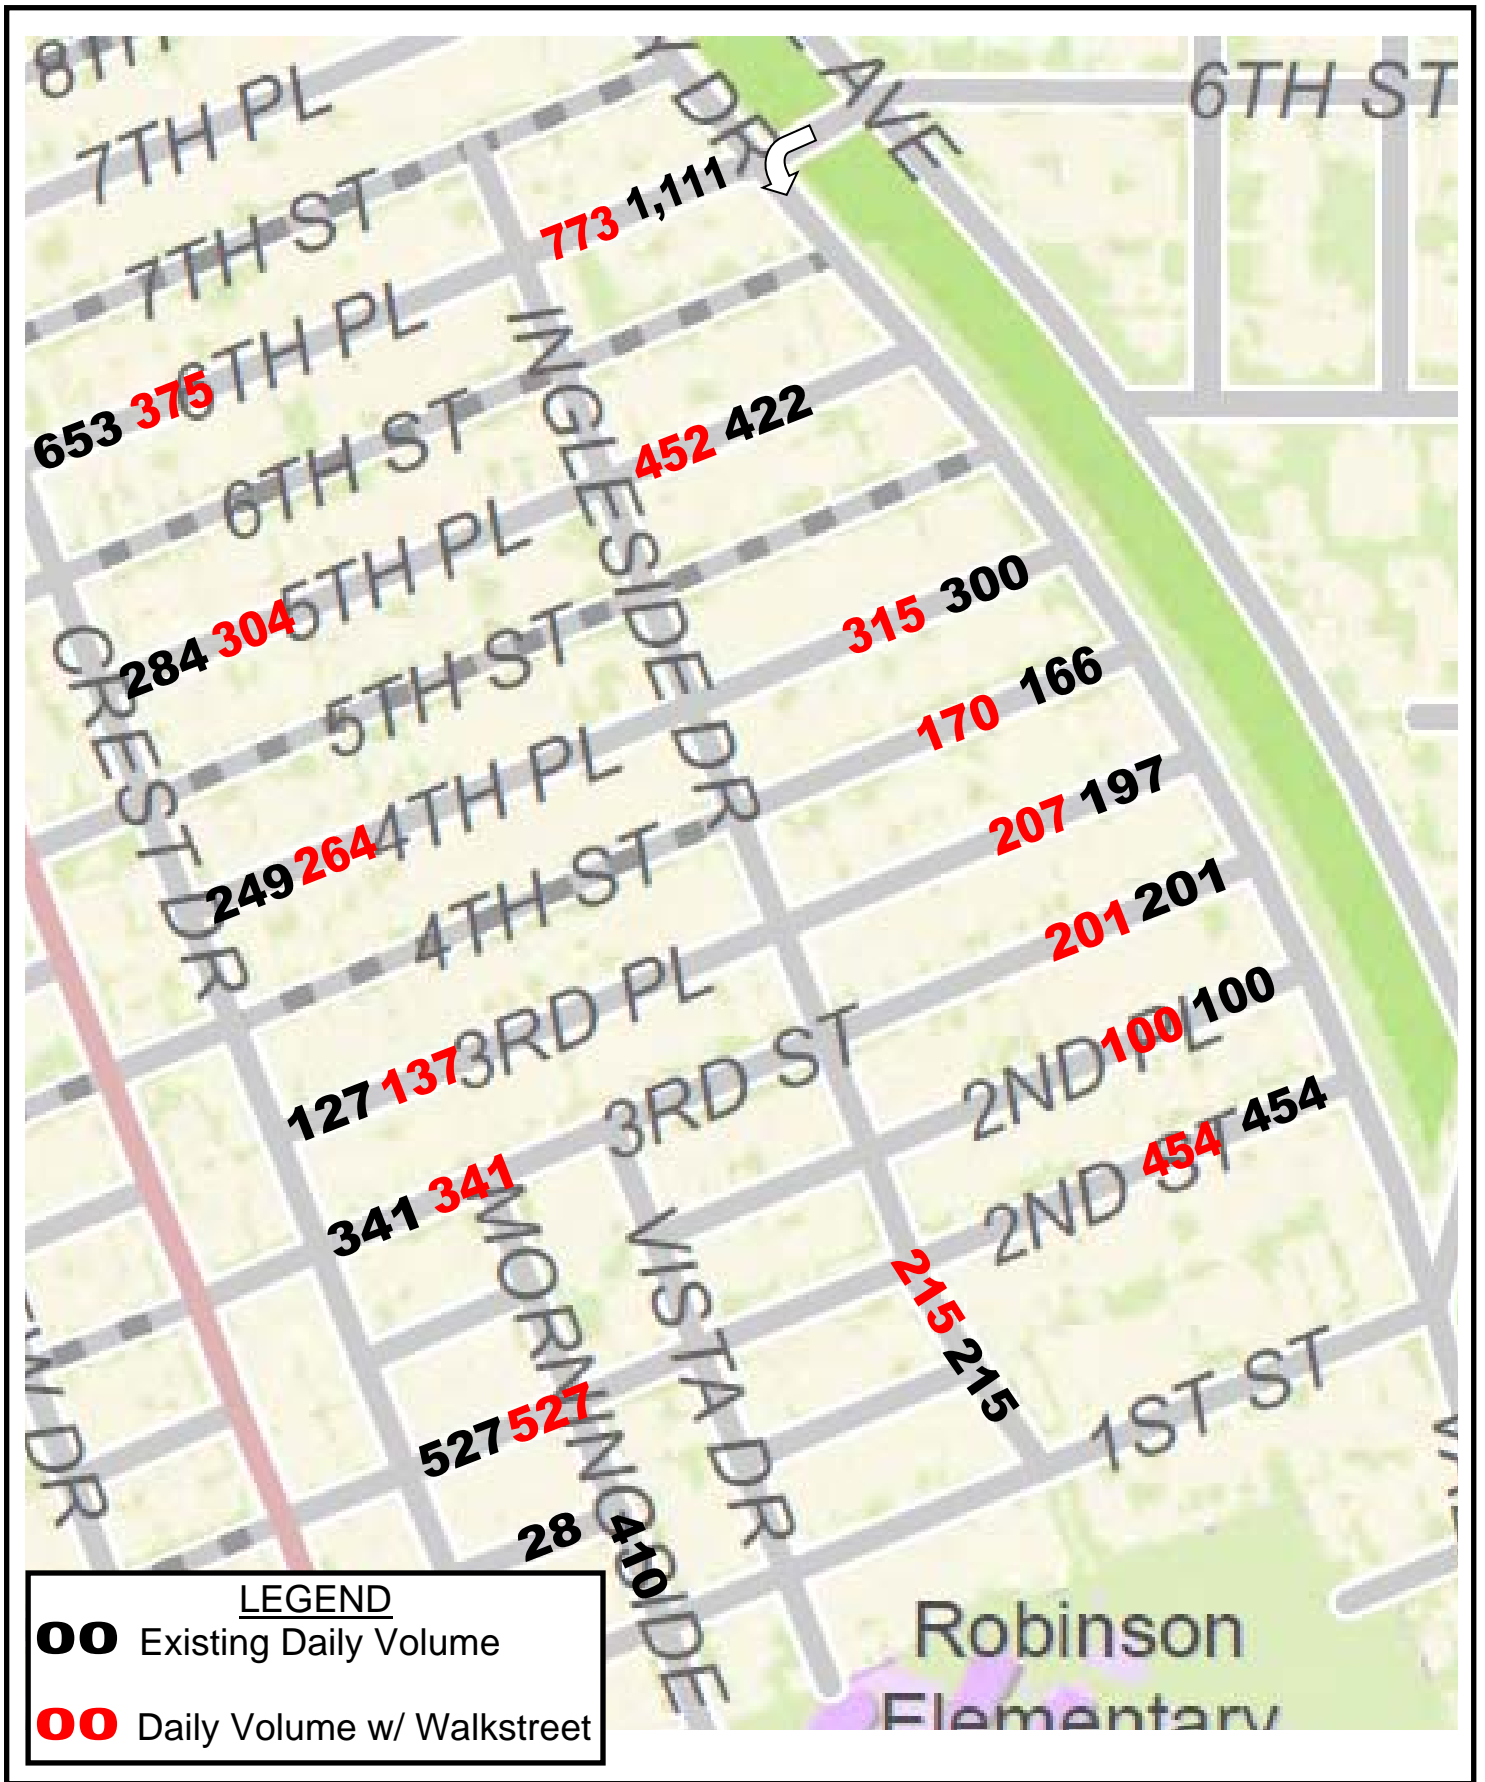 8TH
7TH PL
Y DR
AVE
6TH ST
7TH ST
773 1,111
6TH PL
653 375
INGLESIDE DR
6TH ST
452 422
5TH PL
284 304
315 300
CREST DR
5TH ST
170 166
4TH PL
249 264
207 197
4TH ST
201 201
3RD PL
127 137
2ND PL
100 100
3RD ST
341 341
2ND ST
454 454
MORNINGSIDE
VISTA DR
215 215
1ST ST
W DR
527 527
28
410
LEGEND
00 Existing Daily Volume
00 Daily Volume w/ Walkstreet
Robinson
Elementary